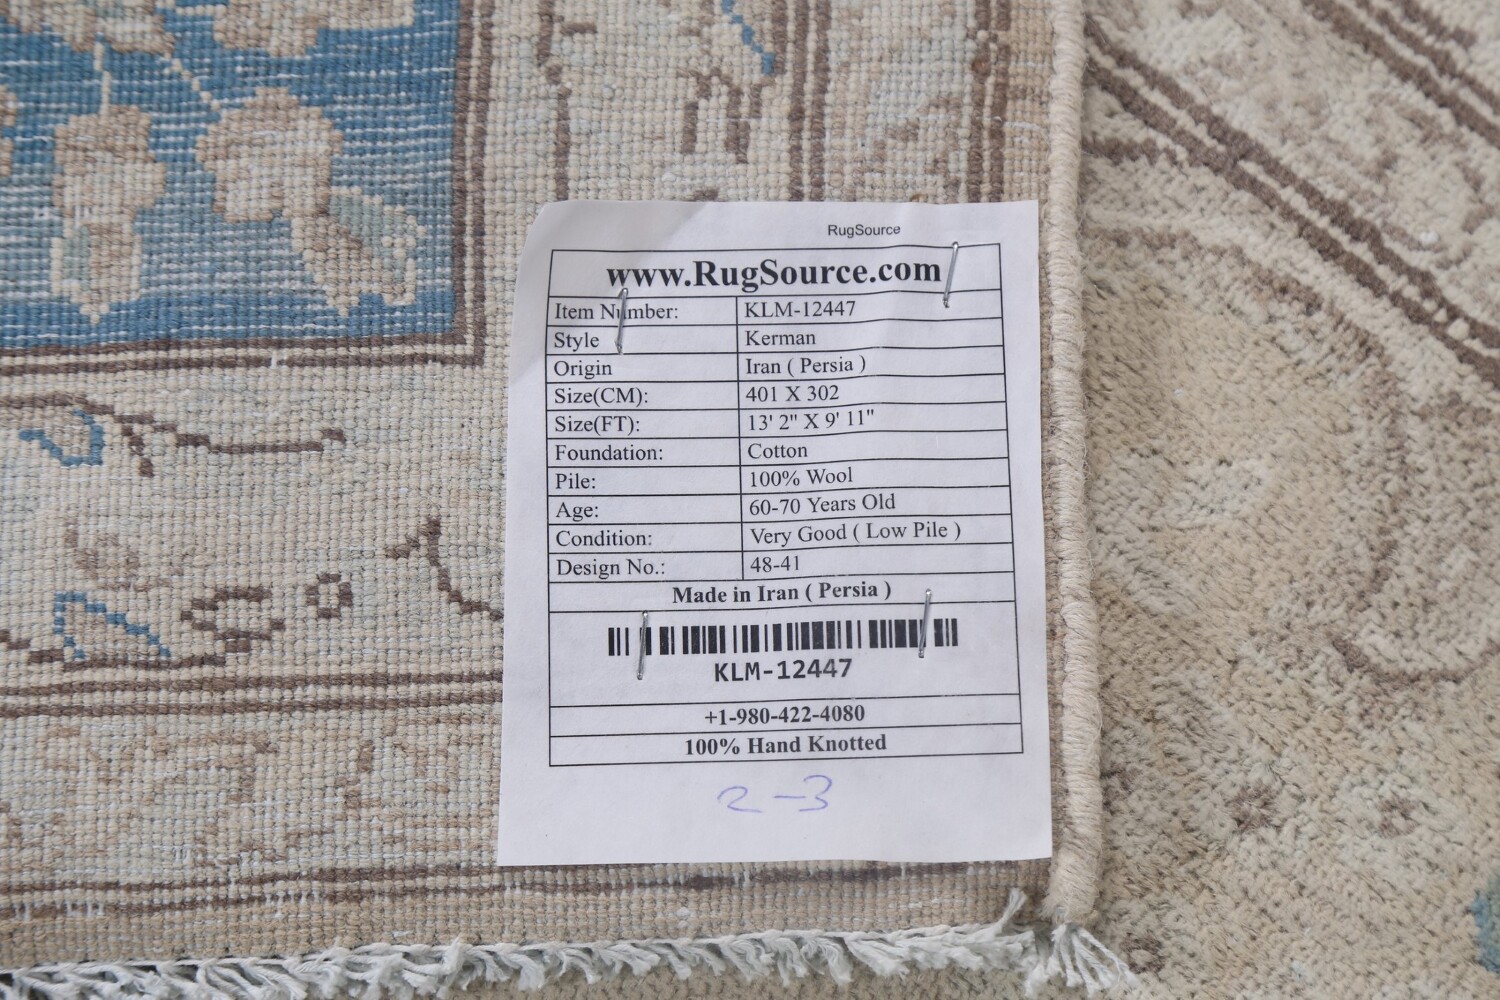 RugSource
www.RugSource.com
Item Number: KLM-12447
Style Kerman
Origin Iran ( Persia )
Size(CM): 401 X 302
Size(FT): 13' 2" X 9' 11"
Foundation: Cotton
Pile: 100% Wool
Age: 60-70 Years Old
Condition: Very Good ( Low Pile )
Design No.: 48-41
Made in Iran ( Persia )
KLM-12447
+1-980-422-4080
100% Hand Knotted
2-3